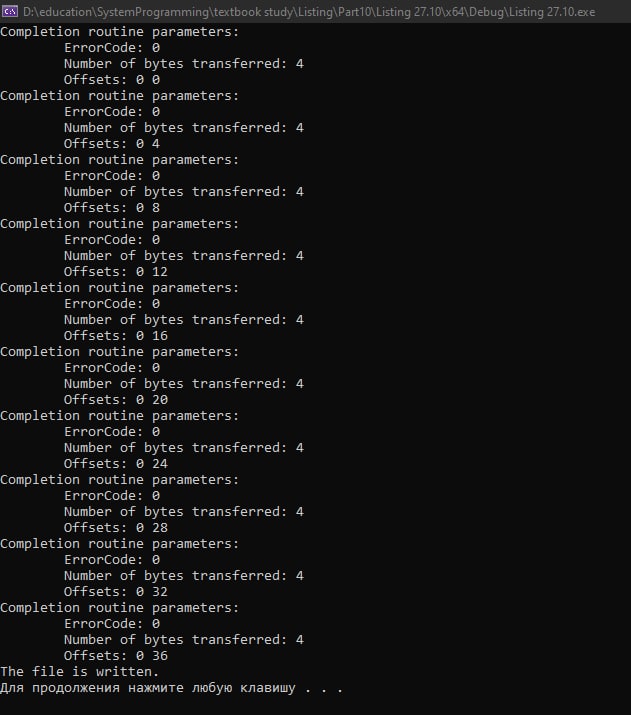 D:\education\SystemProgramming\textbook study\Listing\Part10\Listing 27.10\x64\Debug\Listing 27.10.exe
Completion routine parameters:
ErrorCode: 0
Number of bytes transferred: 4
Offsets: 0 0
Completion routine parameters:
ErrorCode: 0
Number of bytes transferred: 4
Offsets: 0 4
Completion routine parameters:
ErrorCode: 0
Number of bytes transferred: 4
Offsets: 0 8
Completion routine parameters:
ErrorCode: 0
Number of bytes transferred: 4
Offsets: 0 12
Completion routine parameters:
ErrorCode: 0
Number of bytes transferred: 4
Offsets: 0 16
Completion routine parameters:
ErrorCode: 0
Number of bytes transferred: 4
Offsets: 0 20
Completion routine parameters:
ErrorCode: 0
Number of bytes transferred: 4
Offsets: 0 24
Completion routine parameters:
ErrorCode: 0
Number of bytes transferred: 4
Offsets: 0 28
Completion routine parameters:
ErrorCode: 0
Number of bytes transferred: 4
Offsets: 0 32
Completion routine parameters:
ErrorCode: 0
Number of bytes transferred: 4
Offsets: 0 36
The file is written.
Для продолжения нажмите любую клавишу . . .